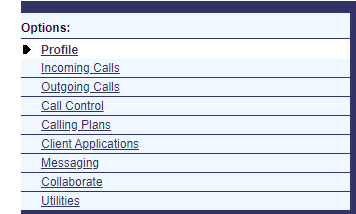 Options:
Profile
Incoming Calls
Outgoing Calls
Call Control
Calling Plans
Client Applications
Messaging
Collaborate
Utilities